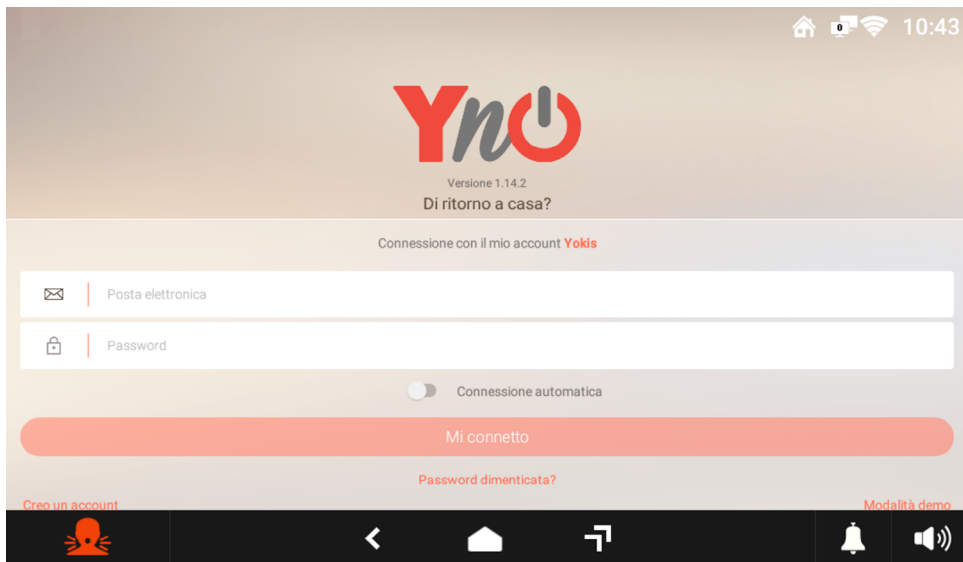 0
10:43
YnO
Versione 1.14.2
Di ritorno a casa?
Connessione con il mio account Yokis
Posta elettronica
Password
Connessione automatica
Mi connetto
Password dimenticata?
Creo un account
Modalità demo